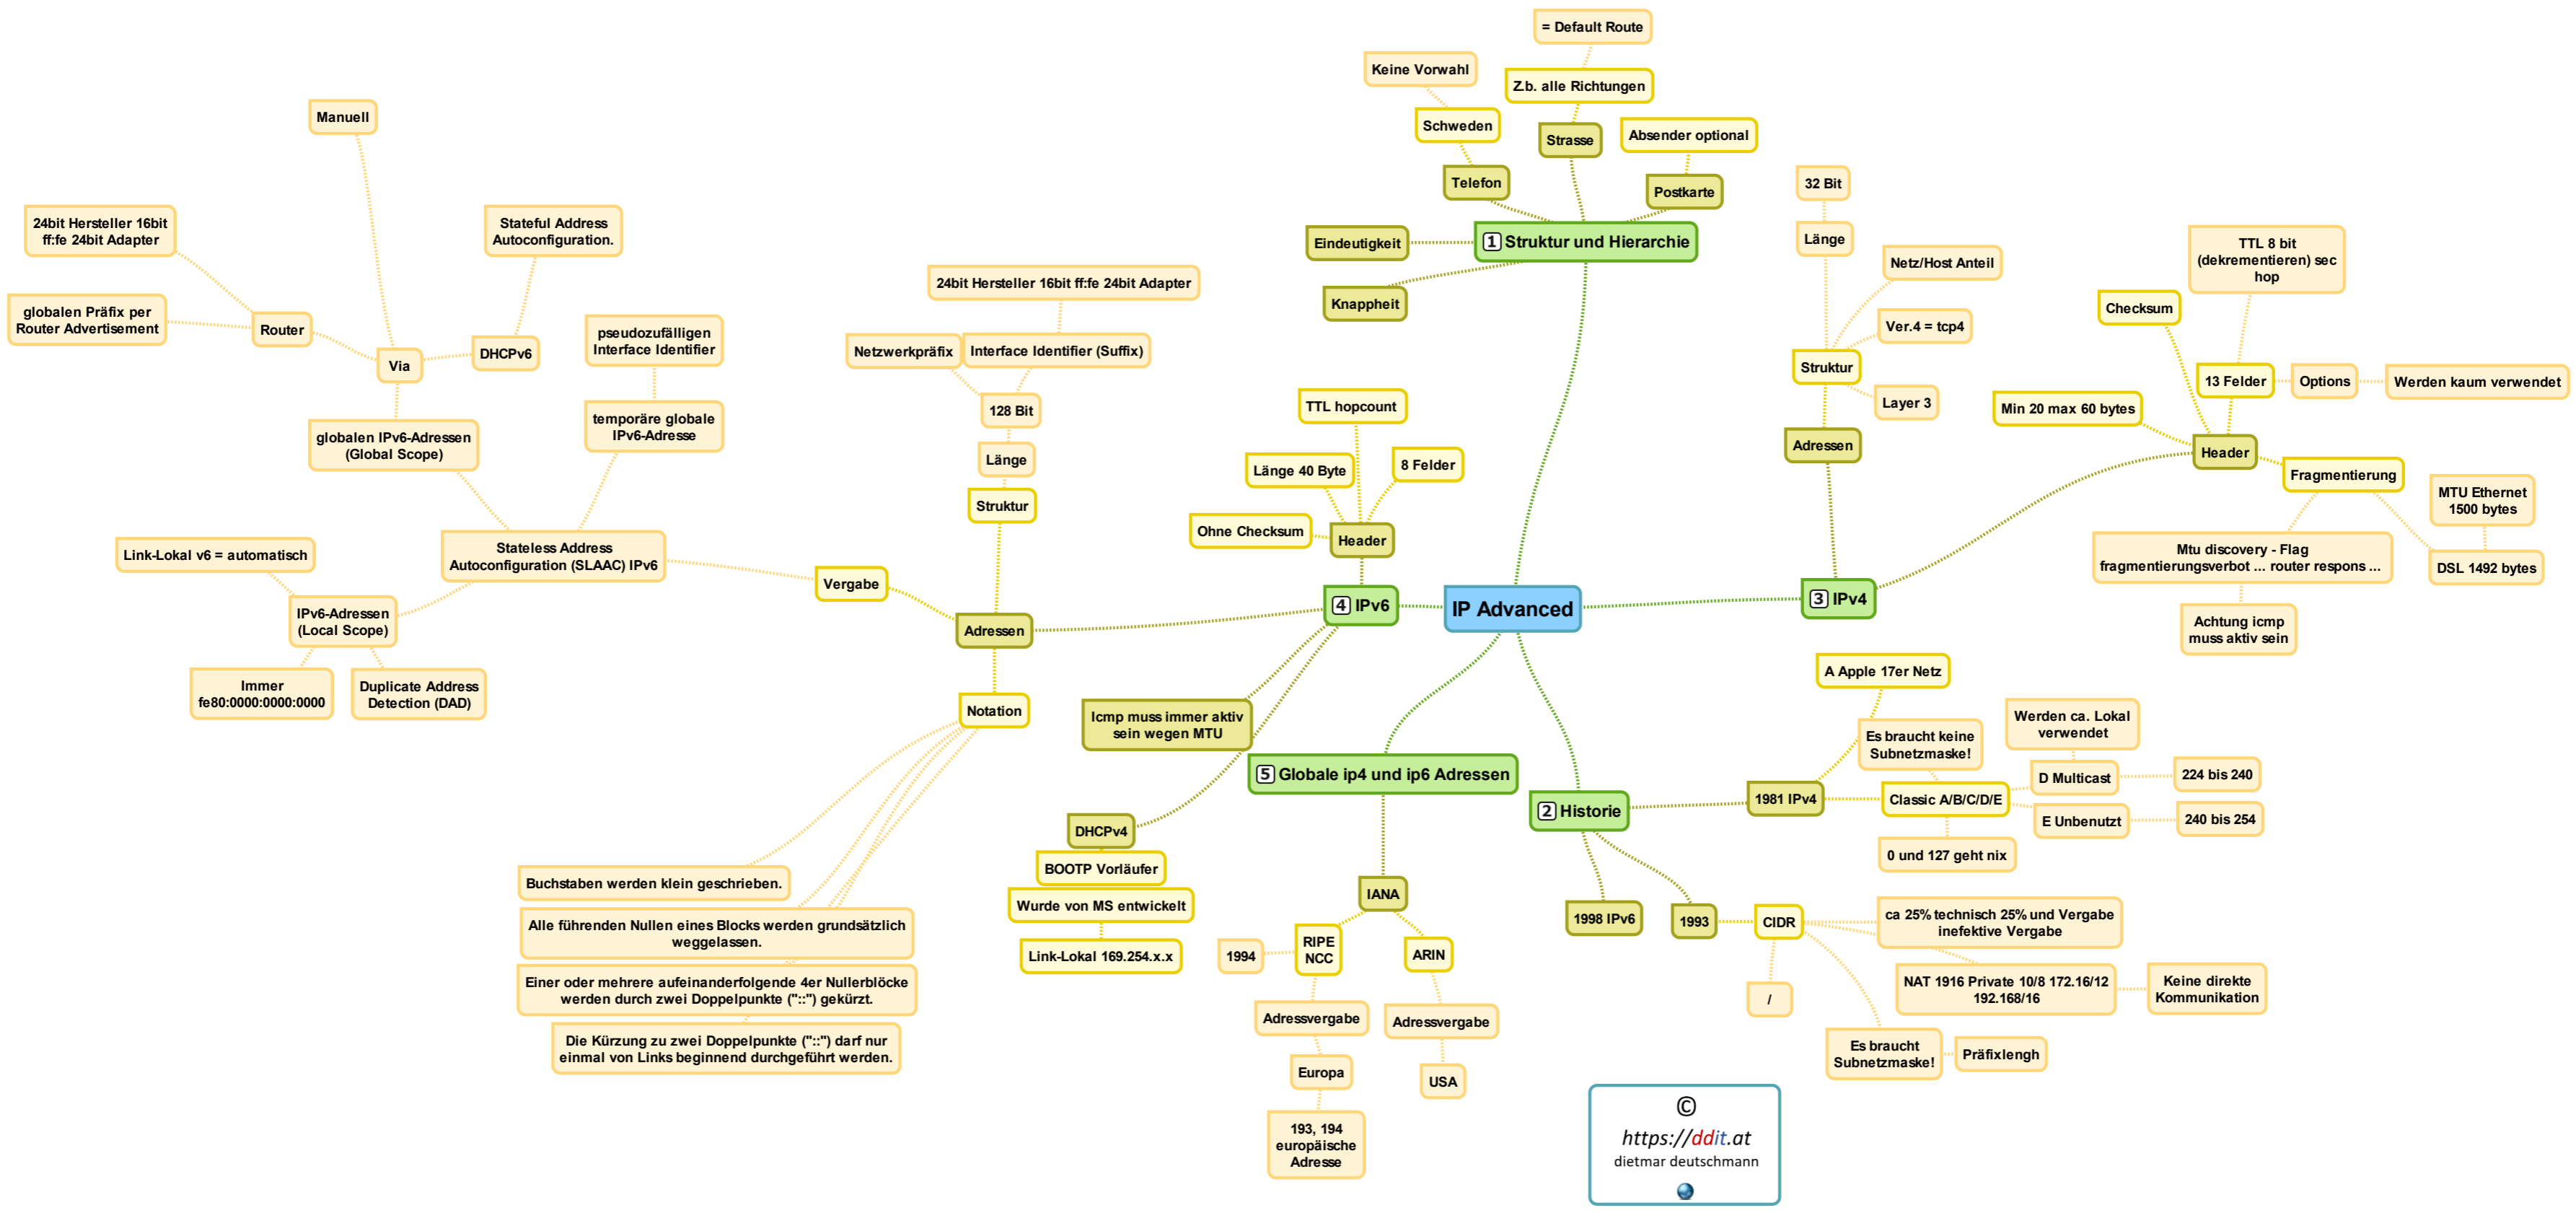 IP Advanced
1 Struktur und Hierarchie
Telefon
Schweden
Keine Vorwahl
Strasse
Z.b. alle Richtungen
= Default Route
Postkarte
Absender optional
Eindeutigkeit
Knappheit
2 Historie
1981 IPv4
A Apple 17er Netz
Classic A/B/C/D/E
Es braucht keine
Subnetzmaske!
D Multicast
Werden ca. Lokal
verwendet
224 bis 240
E Unbenutzt
240 bis 254
0 und 127 geht nix
1993
CIDR
ca 25% technisch 25% und Vergabe
inefektive Vergabe
NAT 1916 Private 10/8 172.16/12
192.168/16
Keine direkte
Kommunikation
Es braucht
Subnetzmaske!
Präfixlengh
/
1998 IPv6
3 IPv4
Adressen
Struktur
Länge
32 Bit
Netz/Host Anteil
Ver.4 = tcp4
Layer 3
Header
Min 20 max 60 bytes
Checksum
13 Felder
TTL 8 bit
(dekrementieren) sec
hop
Options
Werden kaum verwendet
Fragmentierung
MTU Ethernet
1500 bytes
DSL 1492 bytes
Mtu discovery - Flag
fragmentierungsverbot ... router respons ...
Achtung icmp
muss aktiv sein
4 IPv6
Header
Ohne Checksum
Länge 40 Byte
TTL hopcount
8 Felder
Adressen
Struktur
Länge
128 Bit
Netzwerkpräfix
Interface Identifier (Suffix)
24bit Hersteller 16bit ff:fe 24bit Adapter
Vergabe
Stateless Address
Autoconfiguration (SLAAC) IPv6
temporäre globale
IPv6-Adresse
pseudozufälligen
Interface Identifier
globalen IPv6-Adressen
(Global Scope)
Via
Manuell
Router
24bit Hersteller 16bit
ff:fe 24bit Adapter
globalen Präfix per
Router Advertisement
DHCPv6
Stateful Address
Autoconfiguration.
IPv6-Adressen
(Local Scope)
Link-Lokal v6 = automatisch
Immer
fe80:0000:0000:0000
Duplicate Address
Detection (DAD)
Notation
Buchstaben werden klein geschrieben.
Alle führenden Nullen eines Blocks werden grundsätzlich
weggelassen.
Einer oder mehrere aufeinanderfolgende 4er Nullerblöcke
werden durch zwei Doppelpunkte ("::") gekürzt.
Die Kürzung zu zwei Doppelpunkte ("::") darf nur
einmal von Links beginnend durchgeführt werden.
Icmp muss immer aktiv
sein wegen MTU
DHCPv4
BOOTP Vorläufer
Wurde von MS entwickelt
Link-Lokal 169.254.x.x
5 Globale ip4 und ip6 Adressen
IANA
RIPE
NCC
1994
Adressvergabe
Europa
193, 194
europäische
Adresse
ARIN
Adressvergabe
USA
©
https://ddit.at
dietmar deutschmann